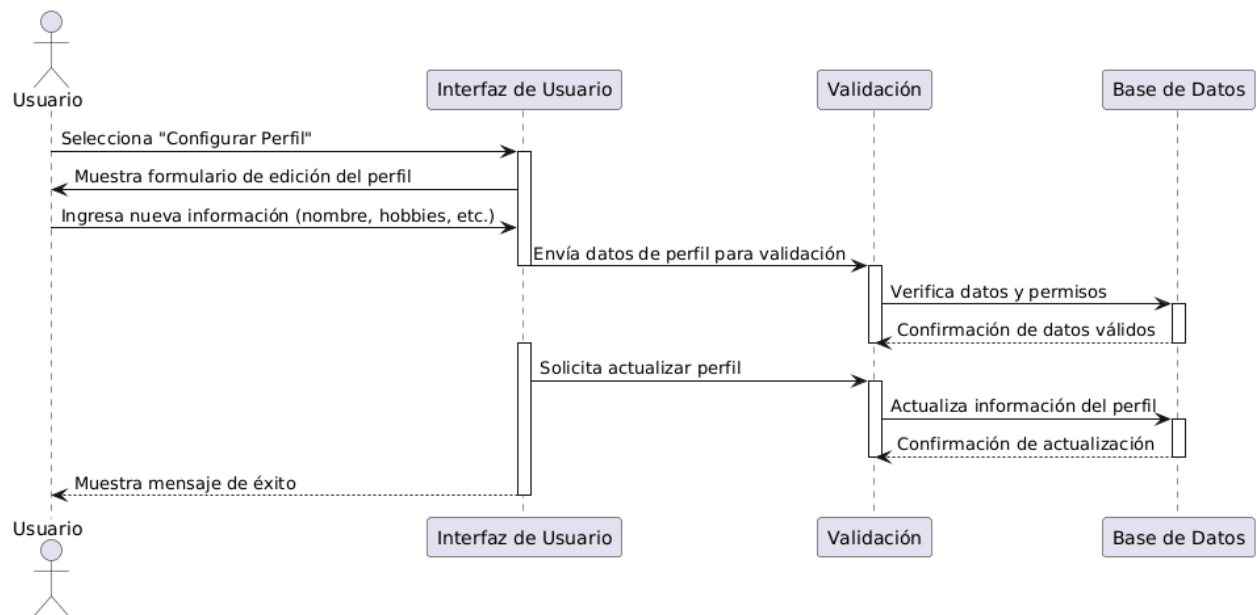 Usuario
Interfaz de Usuario
Validación
Base de Datos
Selecciona "Configurar Perfil"
Muestra formulario de edición del perfil
Ingresa nueva información (nombre, hobbies, etc.)
Envía datos de perfil para validación
Verifica datos y permisos
Confirmación de datos válidos
Solicita actualizar perfil
Actualiza información del perfil
Confirmación de actualización
Muestra mensaje de éxito
Usuario
Interfaz de Usuario
Validación
Base de Datos